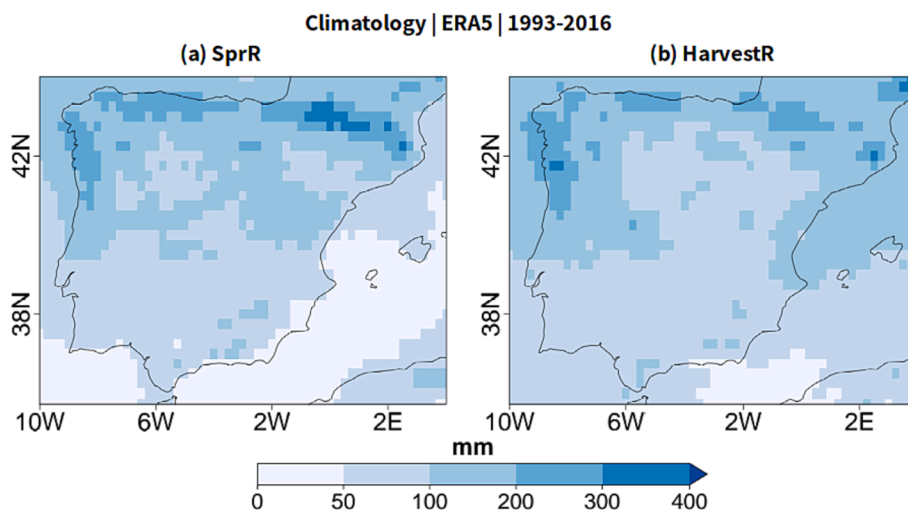 Climatology | ERA5 | 1993-2016
(a) SprR
(b) HarvestR
42N
38N
10W 6W 2W 2E
42N
38N
10W 6W 2W 2E
mm
0 50 100 200 300 400